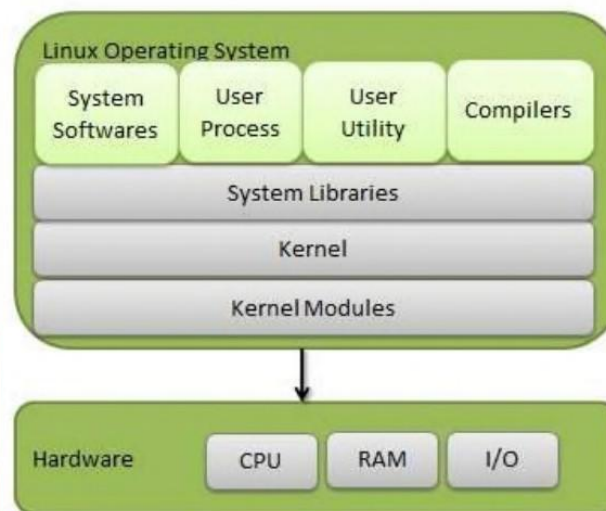 Linux Operating System
System
Softwares
User
Process
User
Utility
Compilers
System Libraries
Kernel
Kernel Modules
Hardware
CPU
RAM
I/O